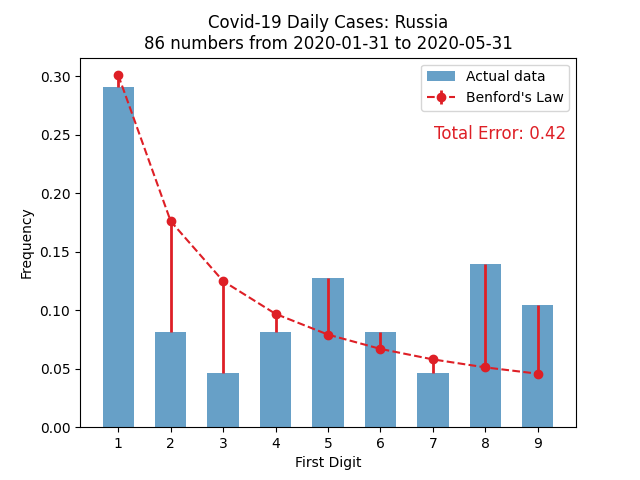 Covid-19 Daily Cases: Russia
86 numbers from 2020-01-31 to 2020-05-31
Actual data
Benford's Law
Total Error: 0.42
0.30
0.25
0.20
0.15
0.10
0.05
0.00
Frequency
1 2 3 4 5 6 7 8 9
First Digit